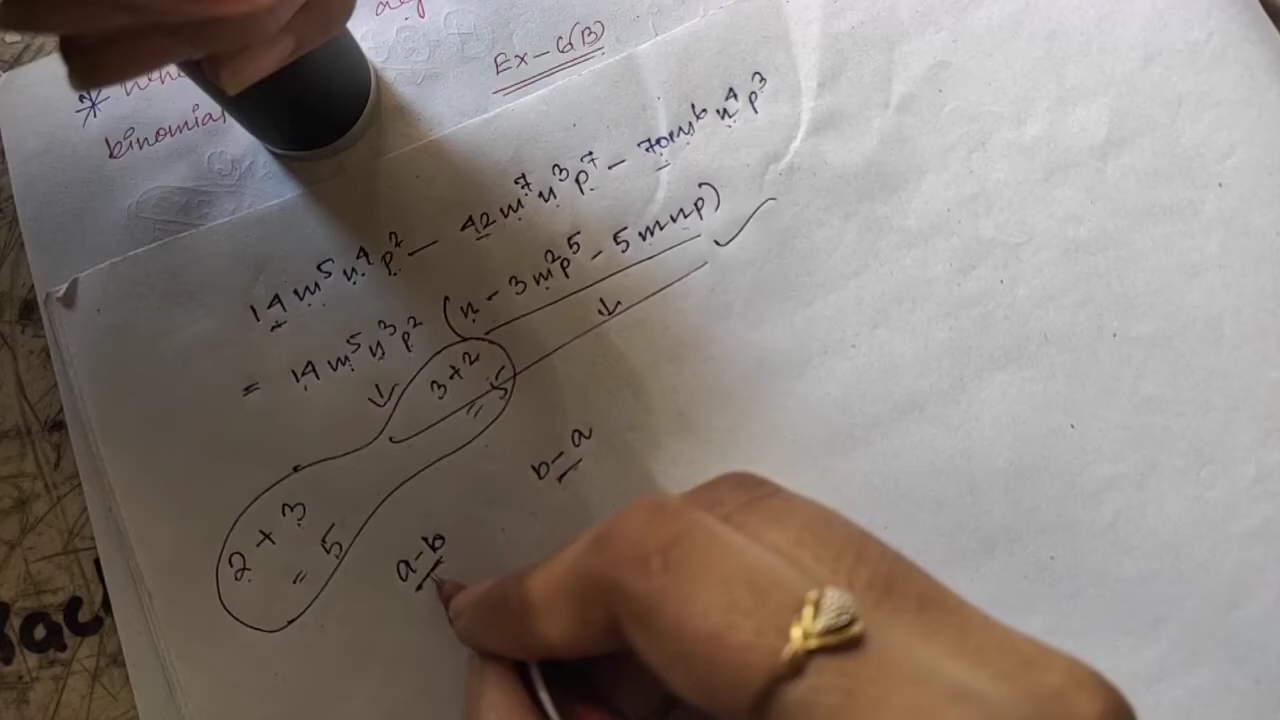 Ex-6(B)
* 
binomial
14m⁵n⁴p² - 42m⁷n³p⁷ - 70m⁶n⁴p³
= 14m⁵n³p² (n - 3m²p⁵ - 5mnp)
3+2
= 5
2+3
= 5
b-a
a-b